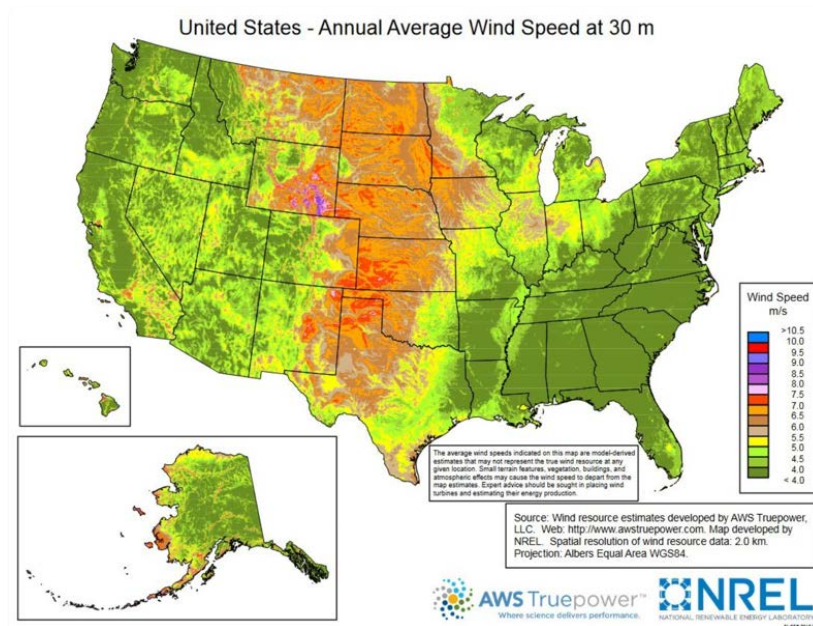 United States - Annual Average Wind Speed at 30 m
Wind Speed
m/s
>10.5
10.0
9.5
9.0
8.5
8.0
7.5
7.0
6.5
6.0
5.5
5.0
4.5
4.0
< 4.0
The average wind speeds indicated on this map are model-derived
estimates that may not represent the true wind resource at any
given location. Small terrain features, vegetation, buildings, and
atmospheric effects may cause the wind speed to depart from the
map estimates. Expert advice should be sought in placing wind
turbines and estimating their energy production.
Source: Wind resource estimates developed by AWS Truepower,
LLC. Web: http://www.awstruepower.com. Map developed by
NREL. Spatial resolution of wind resource data: 2.0 km.
Projection: Albers Equal Area WGS84.
AWS Truepower™
Where science delivers performance.
NREL
NATIONAL RENEWABLE ENERGY LABORATORY